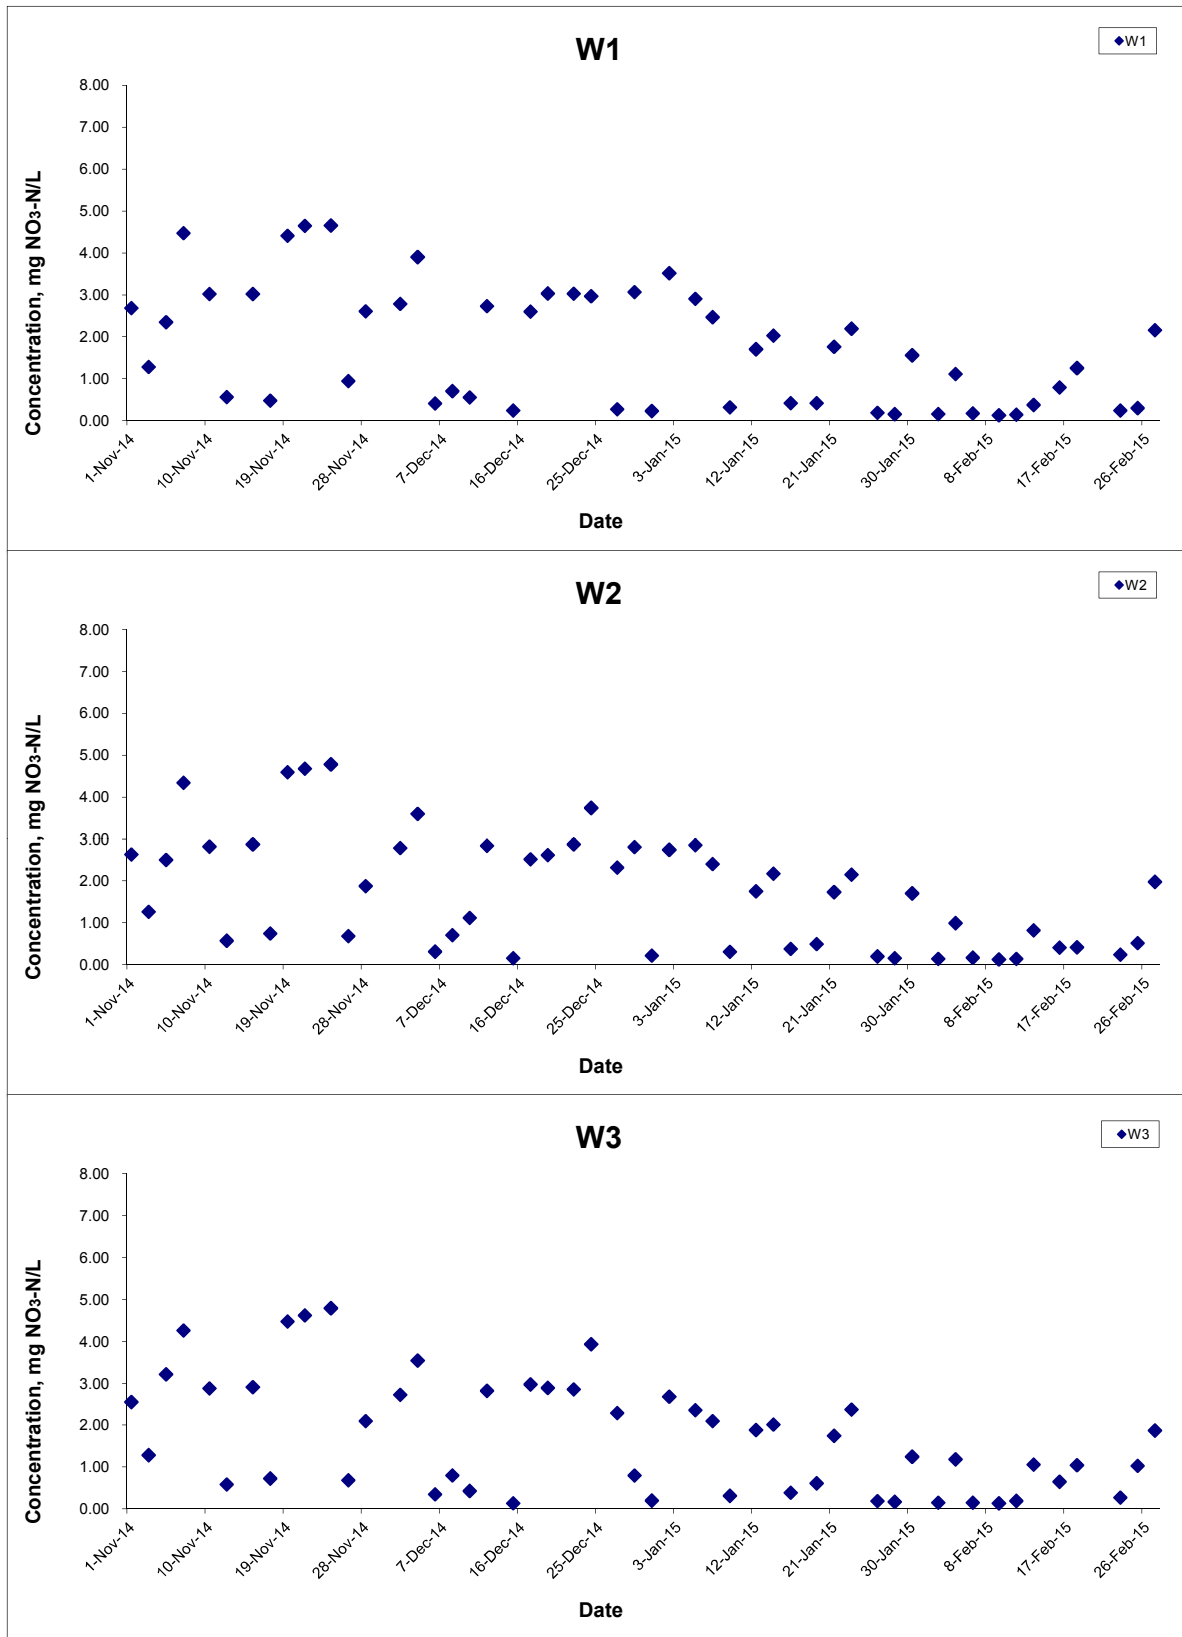 W1
W1
Concentration, mg NO₃-N/L
8.00
7.00
6.00
5.00
4.00
3.00
2.00
1.00
0.00
1-Nov-14
10-Nov-14
19-Nov-14
28-Nov-14
7-Dec-14
16-Dec-14
25-Dec-14
3-Jan-15
12-Jan-15
21-Jan-15
30-Jan-15
8-Feb-15
17-Feb-15
26-Feb-15
Date
W2
W2
Concentration, mg NO₃-N/L
8.00
7.00
6.00
5.00
4.00
3.00
2.00
1.00
0.00
1-Nov-14
10-Nov-14
19-Nov-14
28-Nov-14
7-Dec-14
16-Dec-14
25-Dec-14
3-Jan-15
12-Jan-15
21-Jan-15
30-Jan-15
8-Feb-15
17-Feb-15
26-Feb-15
Date
W3
W3
Concentration, mg NO₃-N/L
8.00
7.00
6.00
5.00
4.00
3.00
2.00
1.00
0.00
1-Nov-14
10-Nov-14
19-Nov-14
28-Nov-14
7-Dec-14
16-Dec-14
25-Dec-14
3-Jan-15
12-Jan-15
21-Jan-15
30-Jan-15
8-Feb-15
17-Feb-15
26-Feb-15
Date